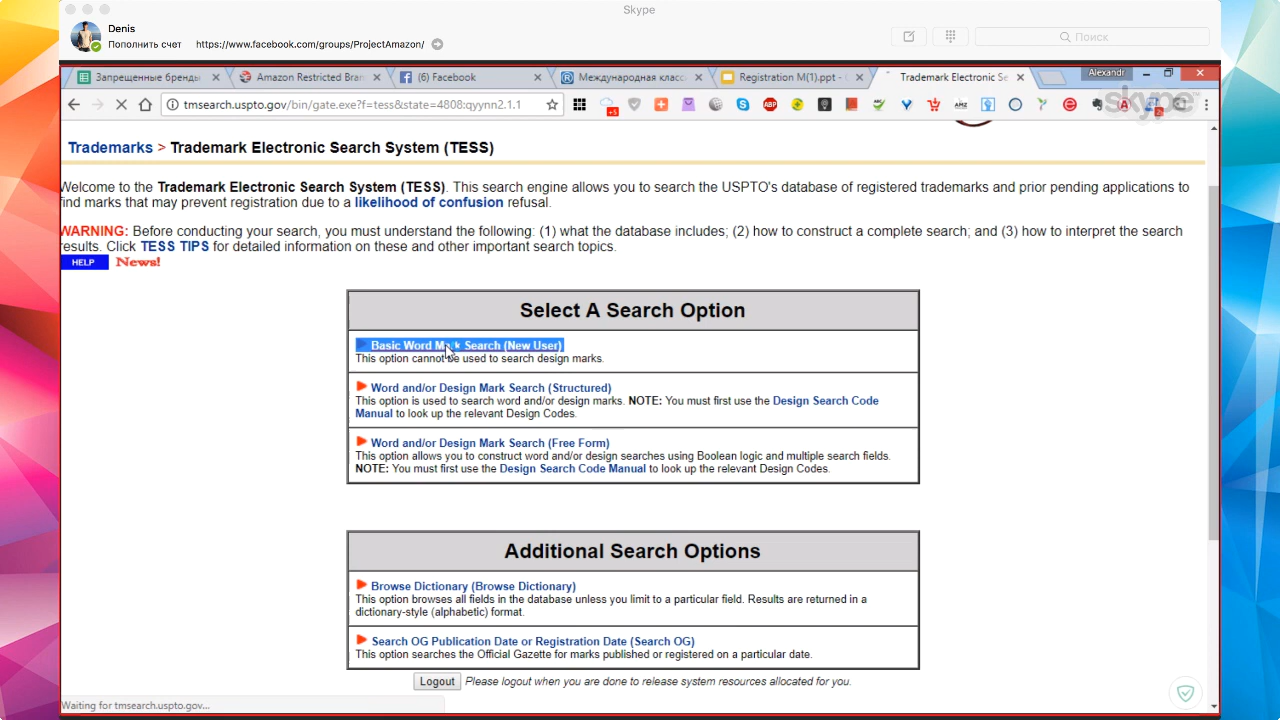 Skype
Denis
Пополнить счет https://www.facebook.com/groups/ProjectAmazon/
Поиск
Запрещенные бренды
Amazon Restricted Bran
(6) Facebook
Международная класс
Registration M(1).ppt - G
Trademark Electronic Se
Alexandr
tmsearch.uspto.gov/bin/gate.exe?f=tess&state=4808:qyynn2.1.1
+5
ABP
AMZ
skype™
Trademarks > Trademark Electronic Search System (TESS)
Welcome to the Trademark Electronic Search System (TESS). This search engine allows you to search the USPTO's database of registered trademarks and prior pending applications to
find marks that may prevent registration due to a likelihood of confusion refusal.
WARNING: Before conducting your search, you must understand the following: (1) what the database includes; (2) how to construct a complete search; and (3) how to interpret the search
results. Click TESS TIPS for detailed information on these and other important search topics.
HELP News!
Select A Search Option
Basic Word Mark Search (New User)
This option cannot be used to search design marks.
Word and/or Design Mark Search (Structured)
This option is used to search word and/or design marks. NOTE: You must first use the Design Search Code
Manual to look up the relevant Design Codes.
Word and/or Design Mark Search (Free Form)
This option allows you to construct word and/or design searches using Boolean logic and multiple search fields.
NOTE: You must first use the Design Search Code Manual to look up the relevant Design Codes.
Additional Search Options
Browse Dictionary (Browse Dictionary)
This option browses all fields in the database unless you limit to a particular field. Results are returned in a
dictionary-style (alphabetic) format.
Search OG Publication Date or Registration Date (Search OG)
This option searches the Official Gazette for marks published or registered on a particular date.
Logout Please logout when you are done to release system resources allocated for you.
Waiting for tmsearch.uspto.gov...